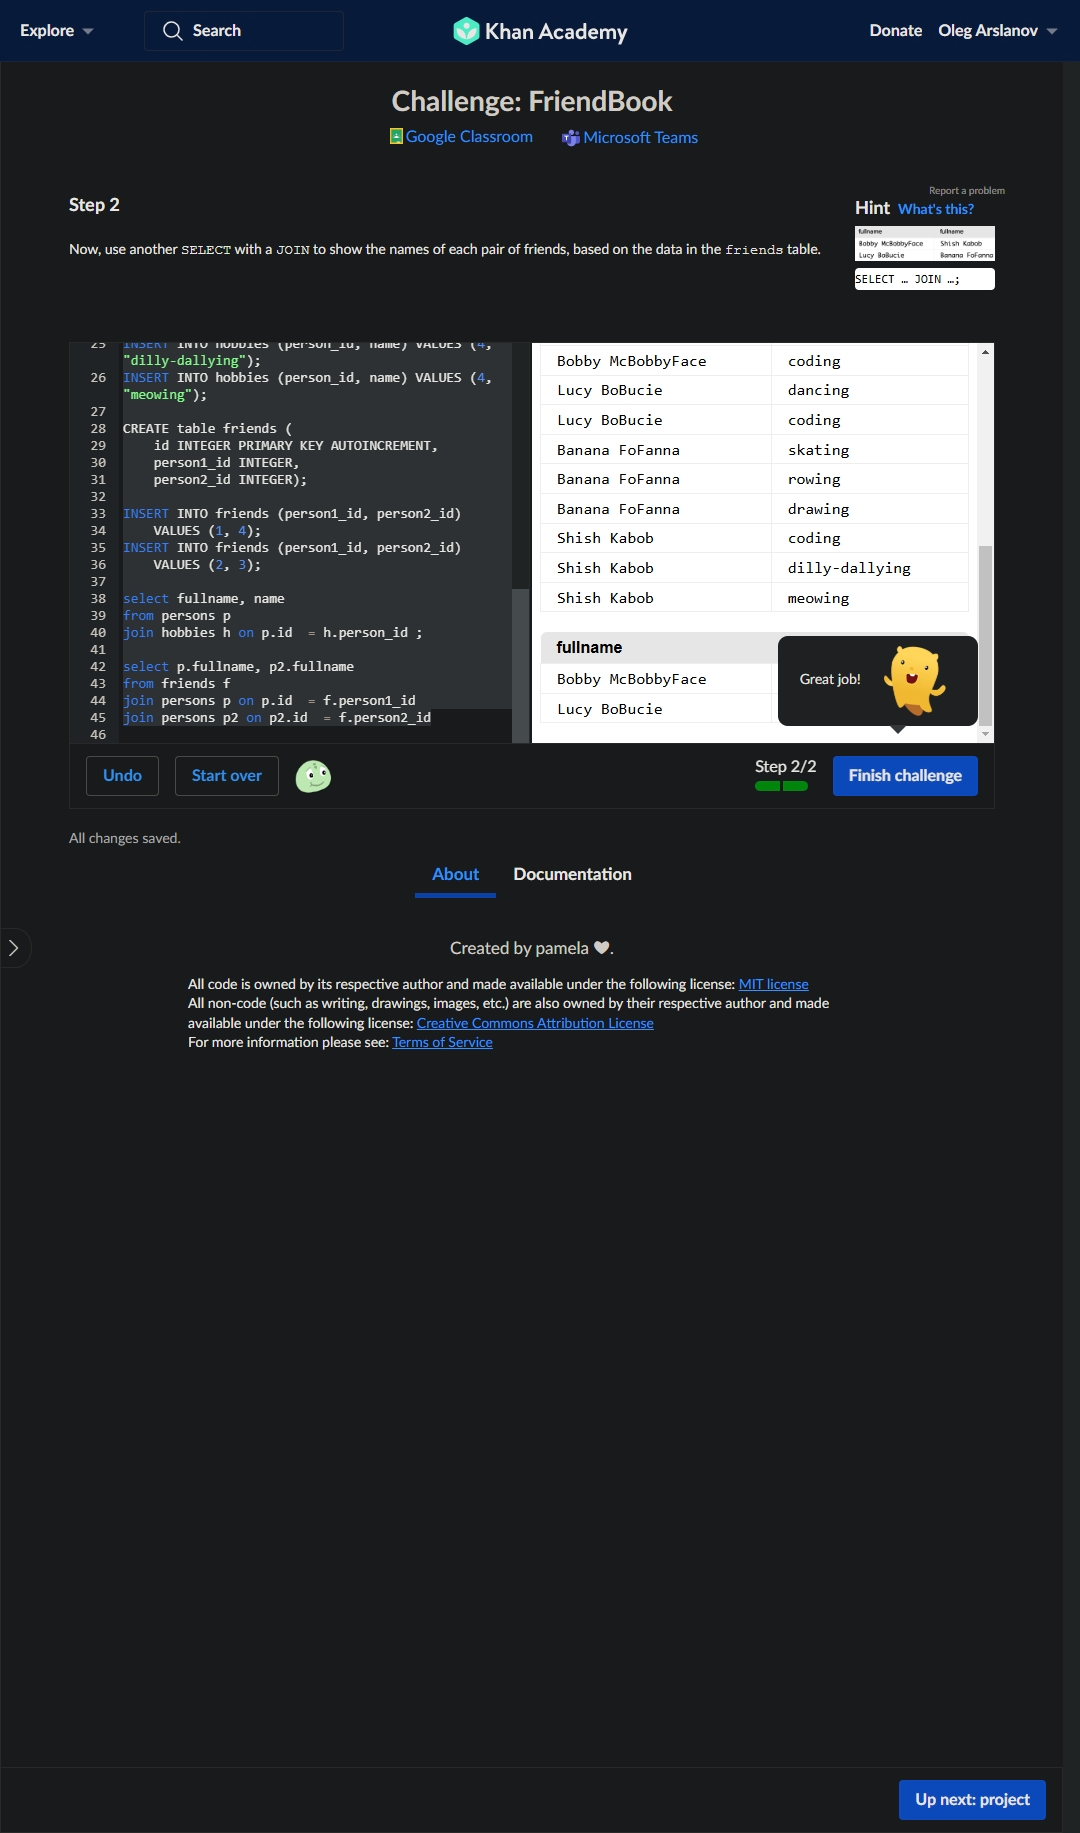 Explore
Search
Khan Academy
Donate
Oleg Arslanov
Challenge: FriendBook
Google Classroom
Microsoft Teams
Report a problem
Step 2
Hint What's this?
Now, use another SELECT with a JOIN to show the names of each pair of friends, based on the data in the friends table.
fullname fullname
Bobby McBobbyFace Shish Kabob
Lucy BoBucie Banana FoFanna
SELECT … JOIN …;
25 INSERT INTO hobbies (person_id, name) VALUES (4,
"dilly-dallying");
26 INSERT INTO hobbies (person_id, name) VALUES (4,
"meowing");
27
28 CREATE table friends (
29 id INTEGER PRIMARY KEY AUTOINCREMENT,
30 person1_id INTEGER,
31 person2_id INTEGER);
32
33 INSERT INTO friends (person1_id, person2_id)
34 VALUES (1, 4);
35 INSERT INTO friends (person1_id, person2_id)
36 VALUES (2, 3);
37
38 select fullname, name
39 from persons p
40 join hobbies h on p.id = h.person_id ;
41
42 select p.fullname, p2.fullname
43 from friends f
44 join persons p on p.id = f.person1_id
45 join persons p2 on p2.id = f.person2_id
46
Bobby McBobbyFace coding
Lucy BoBucie dancing
Lucy BoBucie coding
Banana FoFanna skating
Banana FoFanna rowing
Banana FoFanna drawing
Shish Kabob coding
Shish Kabob dilly-dallying
Shish Kabob meowing
fullname
Bobby McBobbyFace
Lucy BoBucie
Great job!
Undo
Start over
Step 2/2
Finish challenge
All changes saved.
About
Documentation
Created by pamela ♥.
All code is owned by its respective author and made available under the following license: MIT license
All non-code (such as writing, drawings, images, etc.) are also owned by their respective author and made
available under the following license: Creative Commons Attribution License
For more information please see: Terms of Service
Up next: project